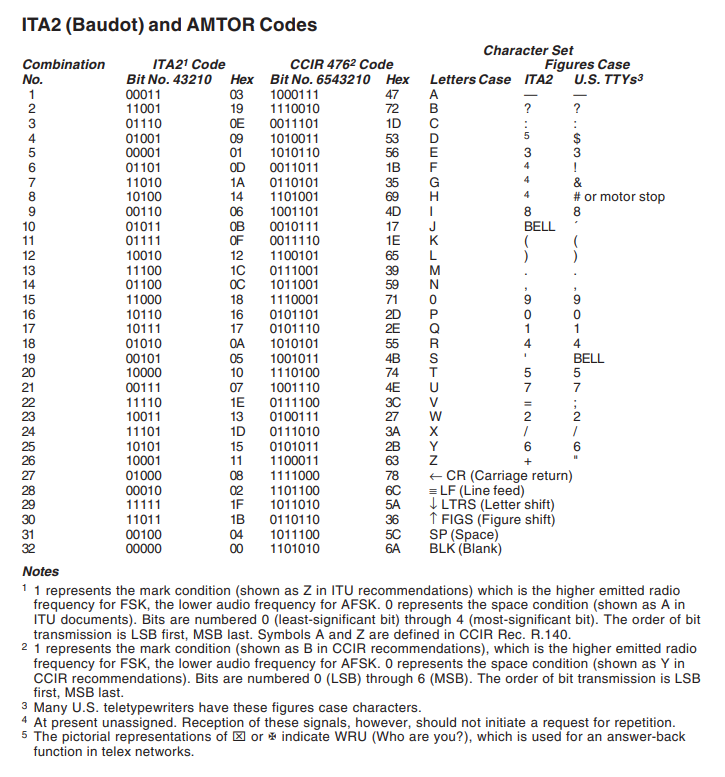 ITA2 (Baudot) and AMTOR Codes
Character Set
Combination ITA2¹ Code CCIR 476² Code Figures Case
No. Bit No. 43210 Hex Bit No. 6543210 Hex Letters Case ITA2 U.S. TTYs³
1 00011 03 1000111 47 A — —
2 11001 19 1110010 72 B ? ?
3 01110 0E 0011101 1D C : :
4 01001 09 1010011 53 D ⁵ $
5 00001 01 1010110 56 E 3 3
6 01101 0D 0011011 1B F ⁴ !
7 11010 1A 0110101 35 G ⁴ &
8 10100 14 1101001 69 H ⁴ # or motor stop
9 00110 06 1001101 4D I 8 8
10 01011 0B 0010111 17 J BELL ´
11 01111 0F 0011110 1E K ( (
12 10010 12 1100101 65 L ) )
13 11100 1C 0111001 39 M . .
14 01100 0C 1011001 59 N , ,
15 11000 18 1110001 71 0 9 9
16 10110 16 0101101 2D P 0 0
17 10111 17 0101110 2E Q 1 1
18 01010 0A 1010101 55 R 4 4
19 00101 05 1001011 4B S ' BELL
20 10000 10 1110100 74 T 5 5
21 00111 07 1001110 4E U 7 7
22 11110 1E 0111100 3C V = ;
23 10011 13 0100111 27 W 2 2
24 11101 1D 0111010 3A X / /
25 10101 15 0101011 2B Y 6 6
26 10001 11 1100011 63 Z + "
27 01000 08 1111000 78 ← CR (Carriage return)
28 00010 02 1101100 6C ≡ LF (Line feed)
29 11111 1F 1011010 5A ↓ LTRS (Letter shift)
30 11011 1B 0110110 36 ↑ FIGS (Figure shift)
31 00100 04 1011100 5C SP (Space)
32 00000 00 1101010 6A BLK (Blank)
Notes
¹ 1 represents the mark condition (shown as Z in ITU recommendations) which is the higher emitted radio
frequency for FSK, the lower audio frequency for AFSK. 0 represents the space condition (shown as A in
ITU documents). Bits are numbered 0 (least-significant bit) through 4 (most-significant bit). The order of bit
transmission is LSB first, MSB last. Symbols A and Z are defined in CCIR Rec. R.140.
² 1 represents the mark condition (shown as B in CCIR recommendations), which is the higher emitted radio
frequency for FSK, the lower audio frequency for AFSK. 0 represents the space condition (shown as Y in
CCIR recommendations). Bits are numbered 0 (LSB) through 6 (MSB). The order of bit transmission is LSB
first, MSB last.
³ Many U.S. teletypewriters have these figures case characters.
⁴ At present unassigned. Reception of these signals, however, should not initiate a request for repetition.
⁵ The pictorial representations of ☒ or ✠ indicate WRU (Who are you?), which is used for an answer-back
function in telex networks.